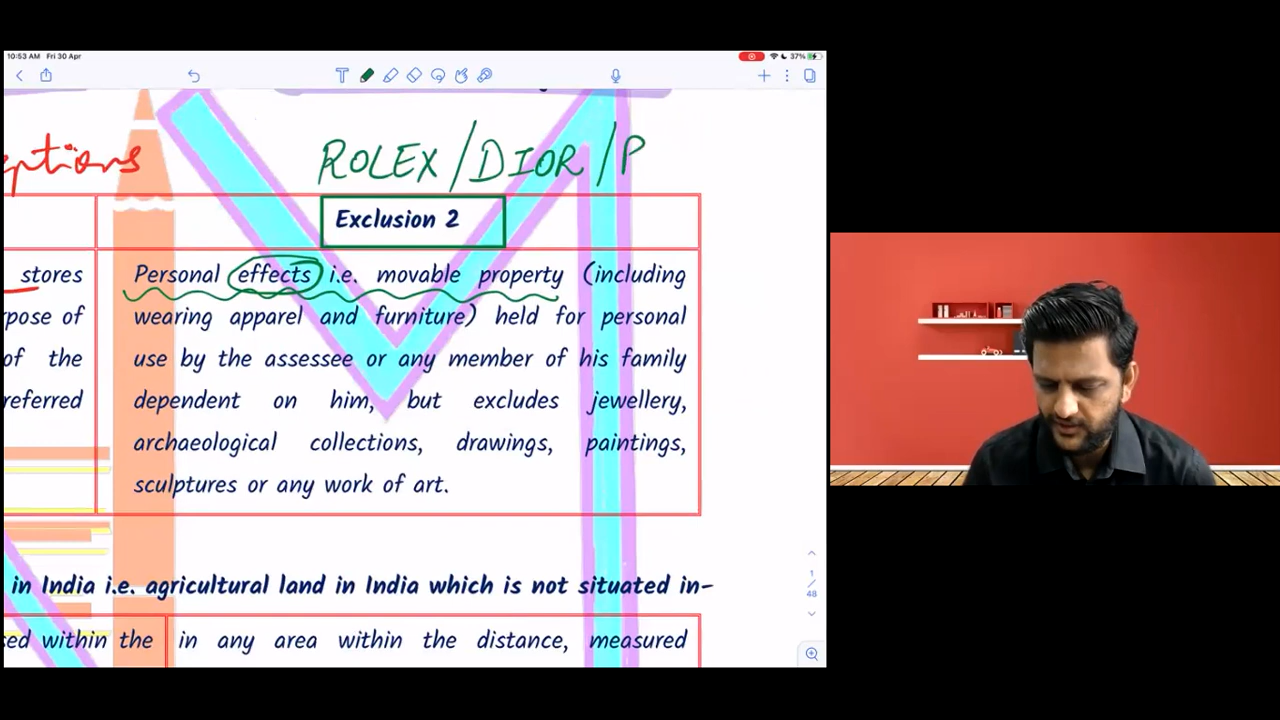 10:53 AM Fri 30 Apr
37%
ptions
ROLEX/DIOR/P
Exclusion 2
stores
rpose of
of the
referred
Personal effects i.e. movable property (including
wearing apparel and furniture) held for personal
use by the assessee or any member of his family
dependent on him, but excludes jewellery,
archaeological collections, drawings, paintings,
sculptures or any work of art.
in India i.e. agricultural land in India which is not situated in-
sed within the
in any area within the distance, measured
1
/
48